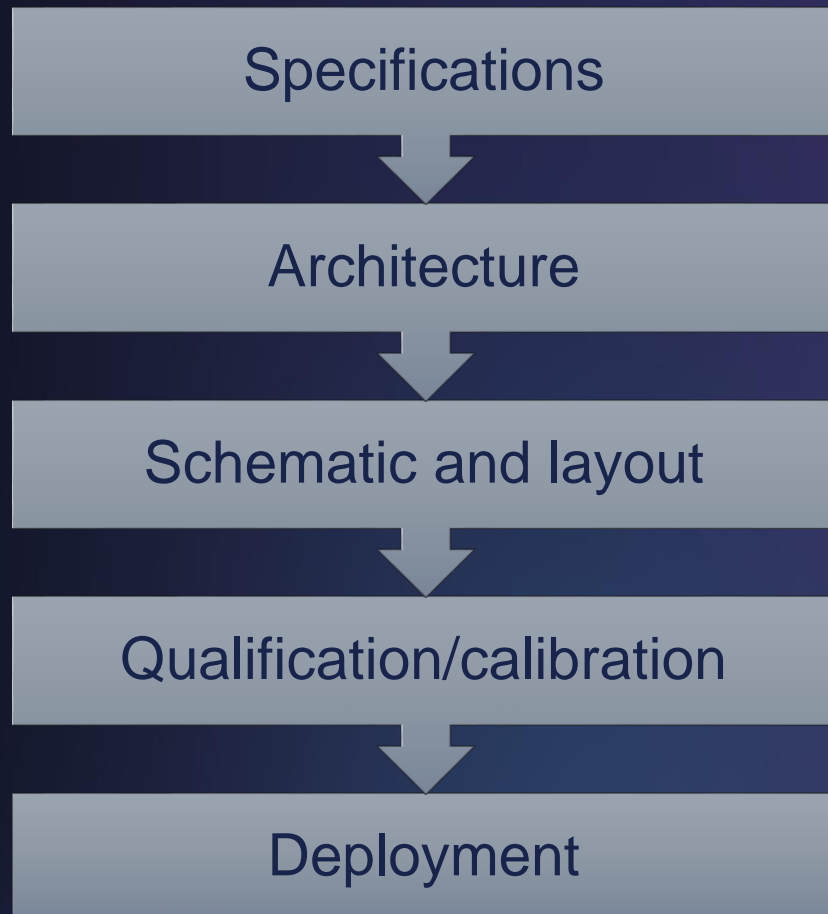 Specifications
Architecture
Schematic and layout
Qualification/calibration
Deployment